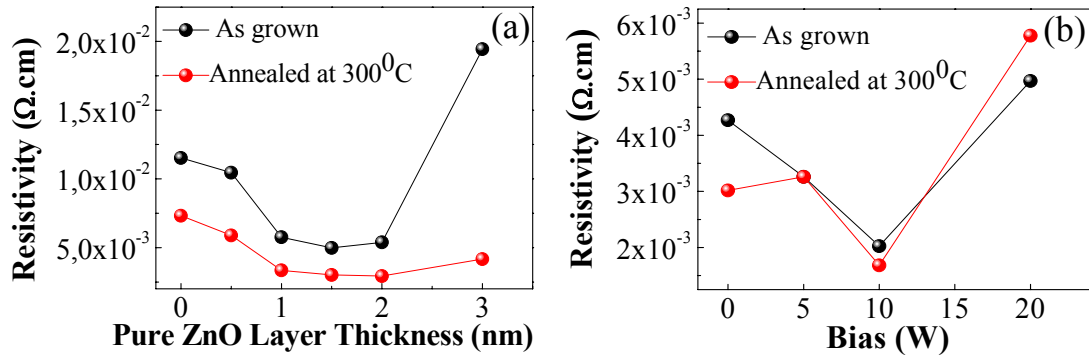 (a)
As grown
Annealed at 300⁰C
2,0x10⁻²
1,5x10⁻²
1,0x10⁻²
5,0x10⁻³
Resistivity (Ω.cm)
0 1 2 3
Pure ZnO Layer Thickness (nm)
(b)
As grown
Annealed at 300⁰C
6x10⁻³
5x10⁻³
4x10⁻³
3x10⁻³
2x10⁻³
Resistivity (Ω.cm)
0 5 10 15 20
Bias (W)